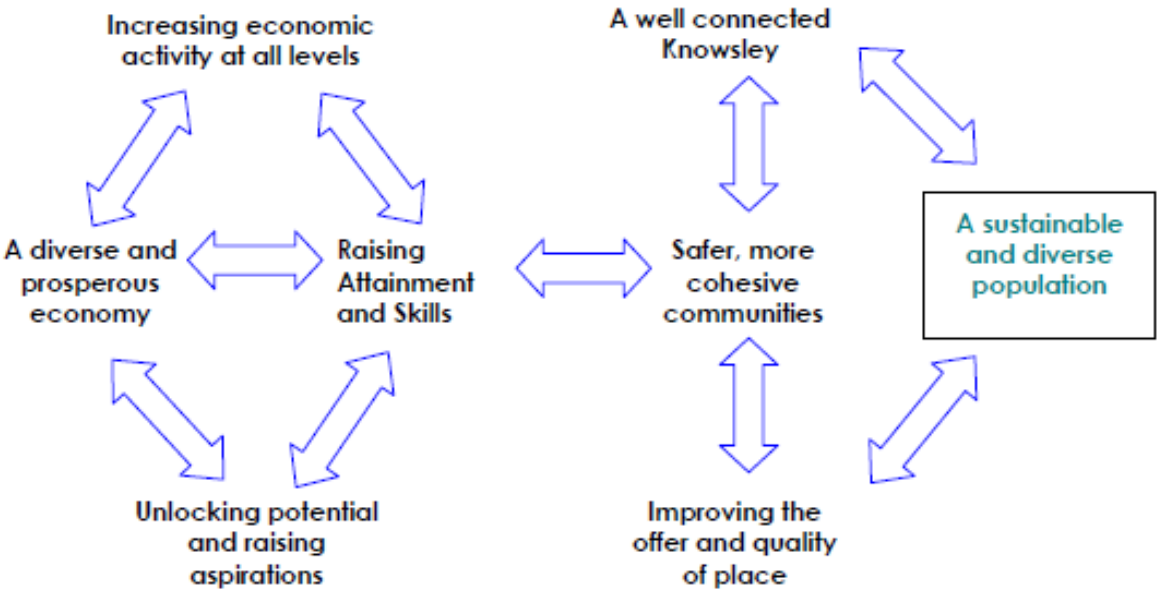 Increasing economic
activity at all levels
A well connected
Knowsley
A diverse and
prosperous
economy
Raising
Attainment
and Skills
Safer, more
cohesive
communities
A sustainable
and diverse
population
Unlocking potential
and raising
aspirations
Improving the
offer and quality
of place